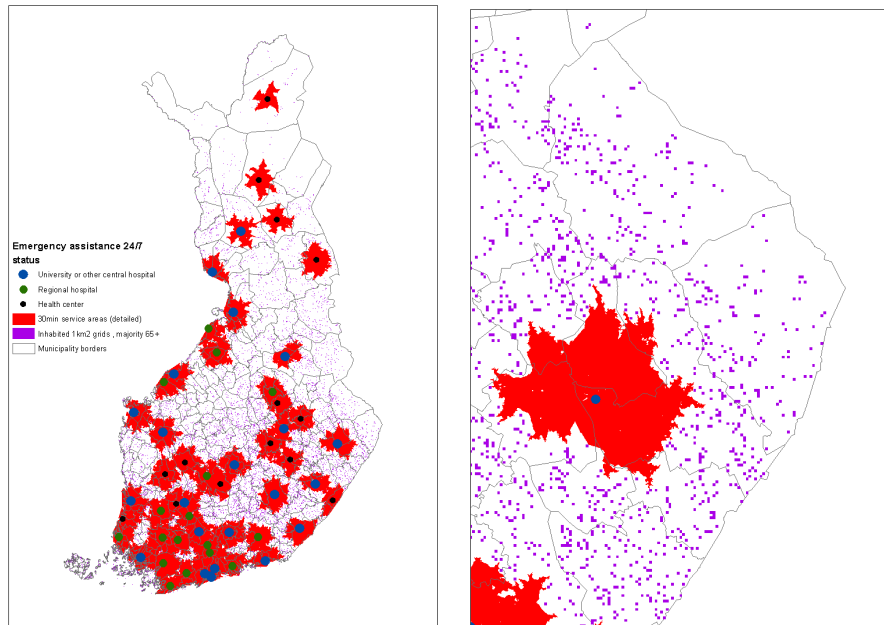 Emergency assistance 24/7
status
University or other central hospital
Regional hospital
Health center
30min service areas (detailed)
Inhabited 1km2 grids , majority 65+
Municipality borders